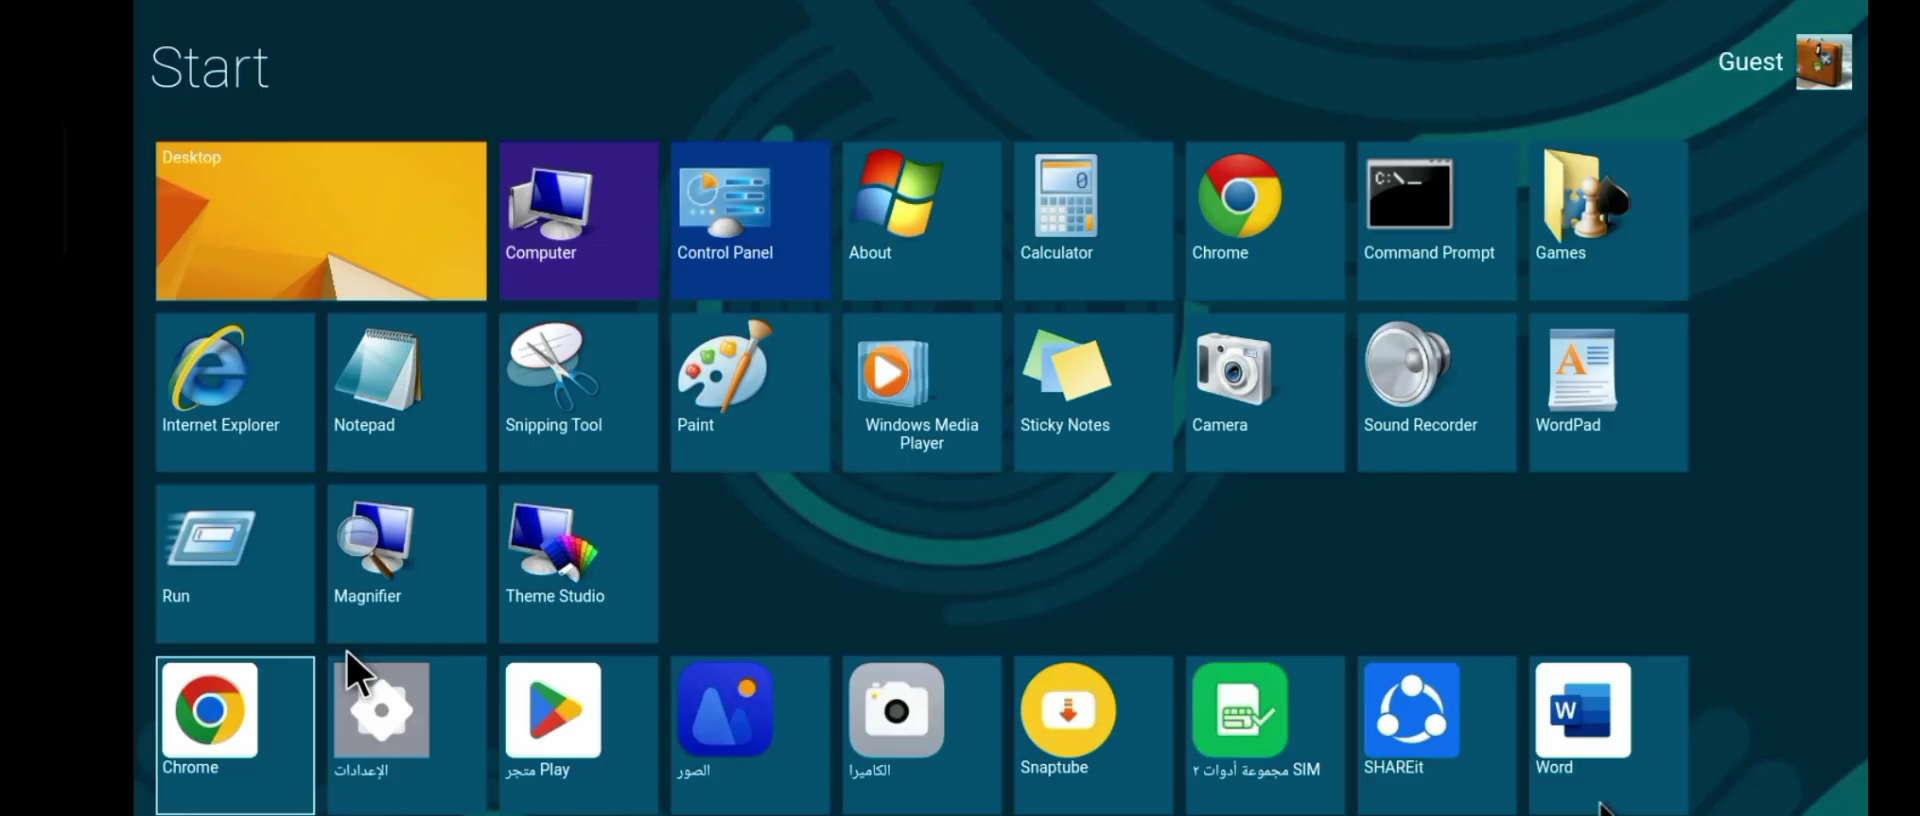 Start
Guest
Desktop
Computer
Control Panel
About
Calculator
Chrome
C:\_
Command Prompt
Games
0
Internet Explorer
Notepad
Snipping Tool
Paint
Windows Media
Player
Sticky Notes
Camera
Sound Recorder
A
WordPad
Run
Magnifier
Theme Studio
Chrome
الإعدادات
متجر Play
الصور
الكاميرا
Snaptube
مجموعة أدوات SIM ٢
SHAREit
W
Word